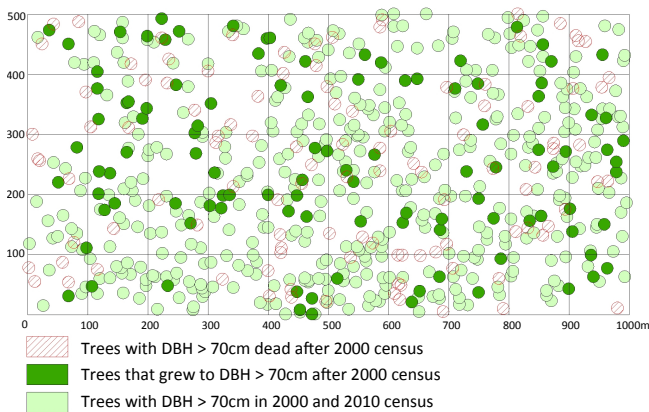 500
400
300
200
100
0 100 200 300 400 500 600 700 800 900 1000m
Trees with DBH > 70cm dead after 2000 census
Trees that grew to DBH > 70cm after 2000 census
Trees with DBH > 70cm in 2000 and 2010 census